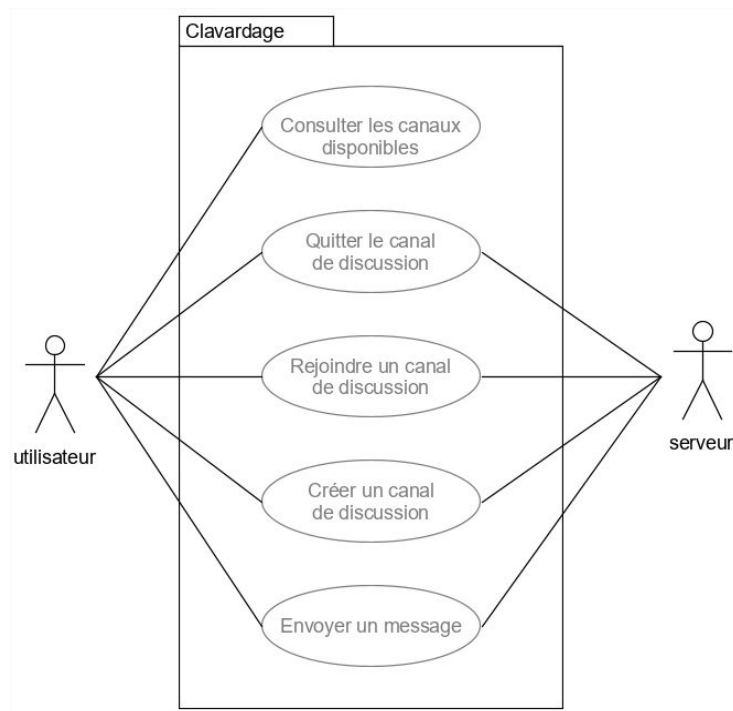 Clavardage
Consulter les canaux
disponibles
Quitter le canal
de discussion
Rejoindre un canal
de discussion
utilisateur
serveur
Créer un canal
de discussion
Envoyer un message